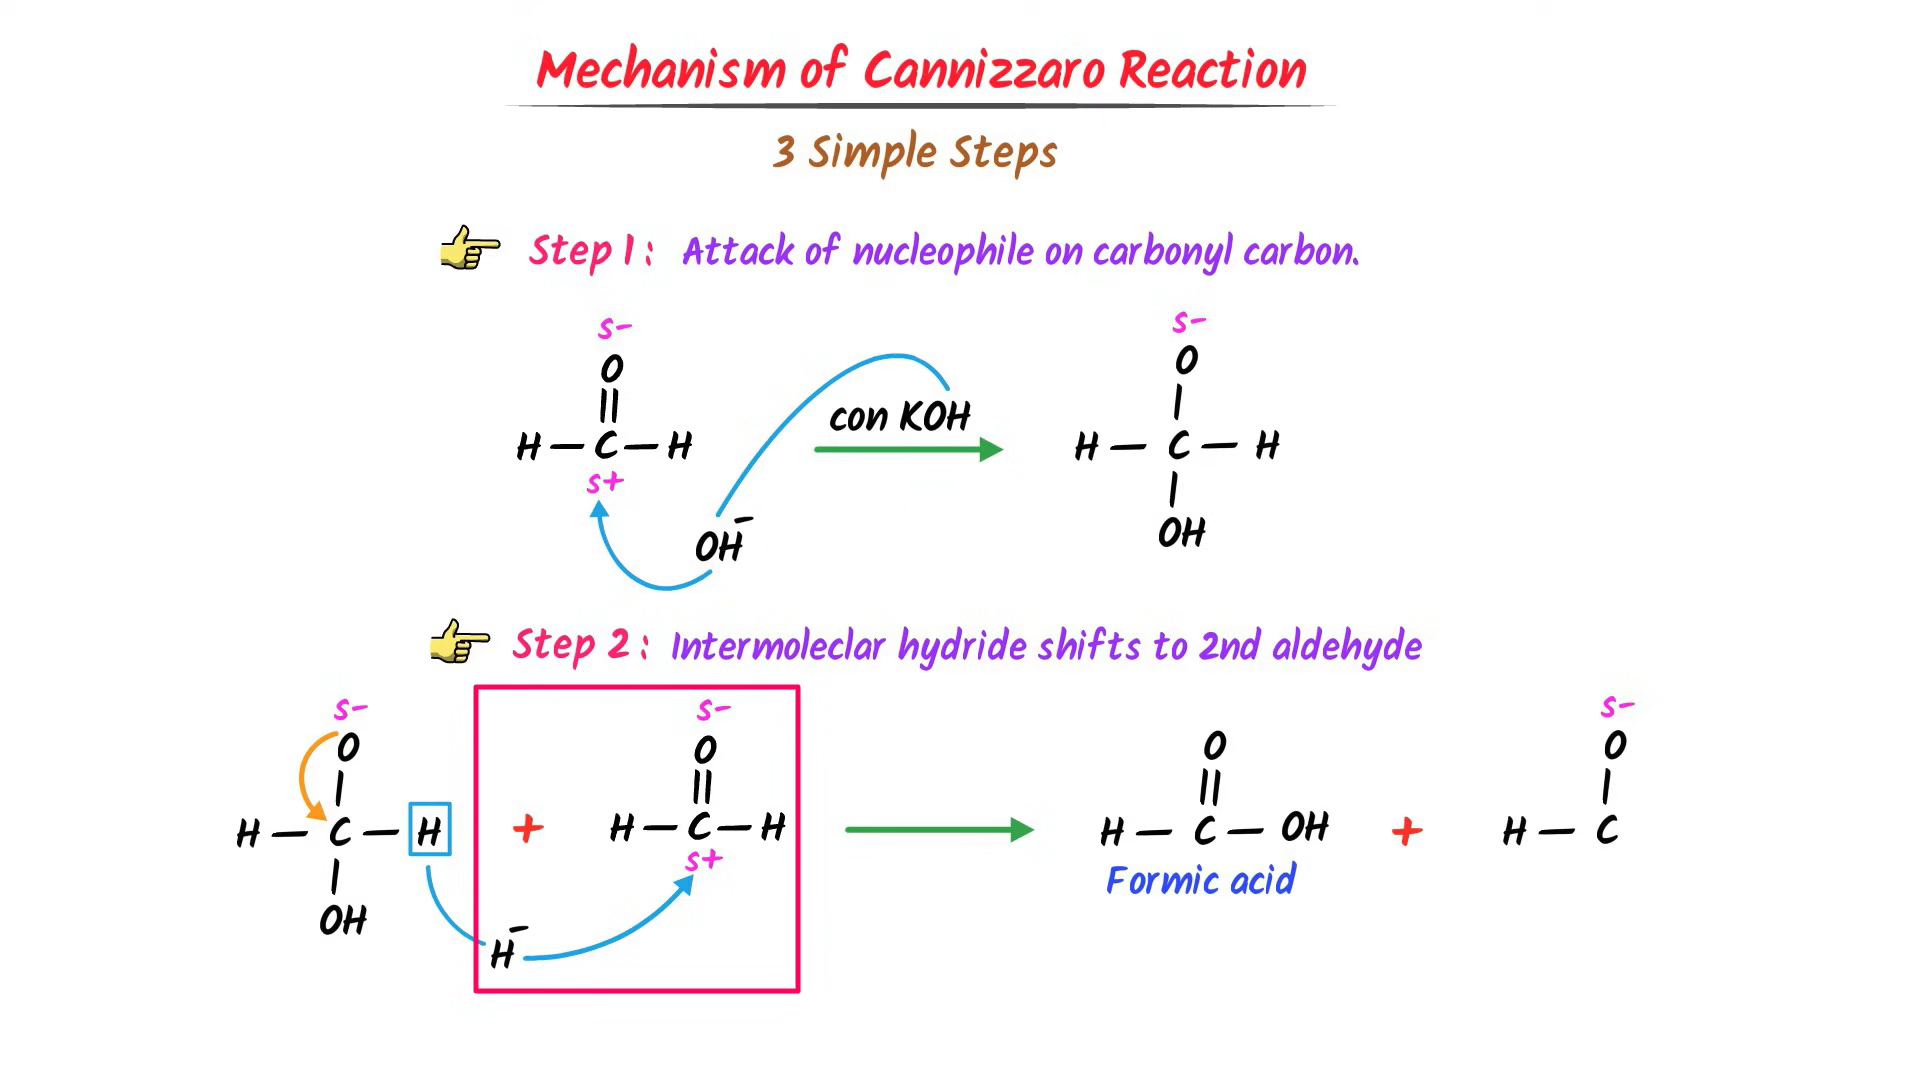 Mechanism of Cannizzaro Reaction
3 Simple Steps
Step 1: Attack of nucleophile on carbonyl carbon.
s-
O
H-C-H
s+
OH-
con KOH
s-
O
H-C-H
OH
Step 2: Intermoleclar hydride shifts to 2nd aldehyde
s-
O
H-C-H
OH
H-
+
s-
O
H-C-H
s+
O
H-C-OH
Formic acid
+
s-
O
H-C